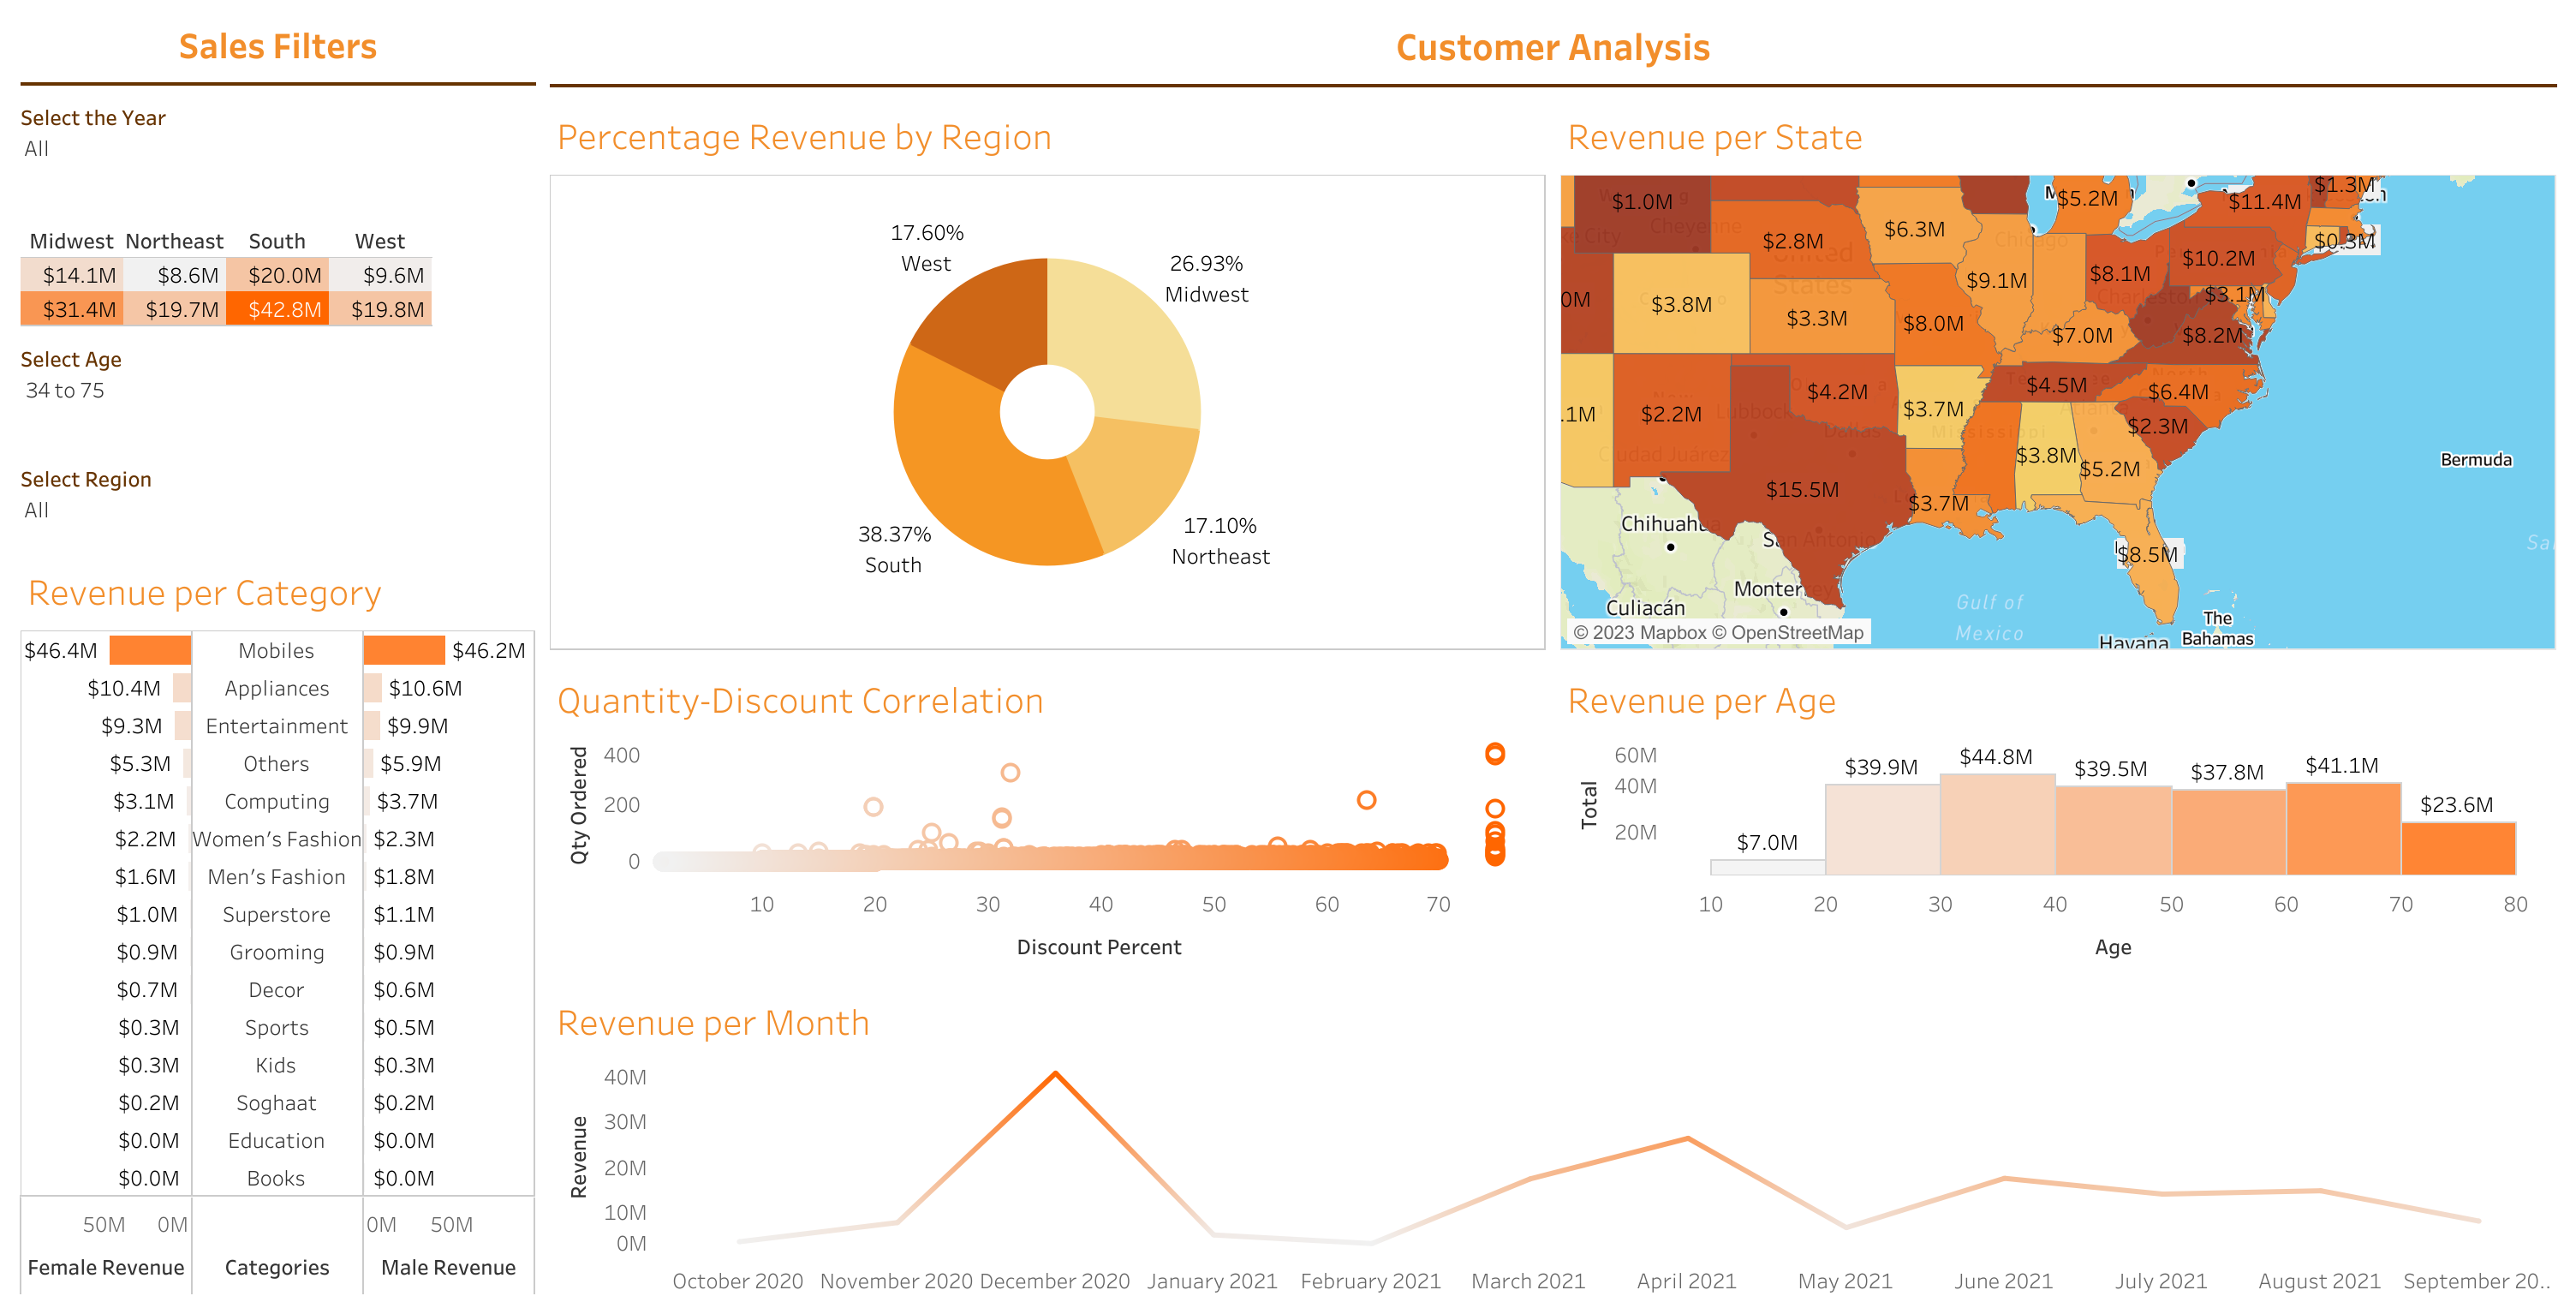 Sales Filters
Customer Analysis
Select the Year
All
Midwest Northeast South West
$14.1M $8.6M $20.0M $9.6M
$31.4M $19.7M $42.8M $19.8M
Select Age
34 to 75
Select Region
All
Revenue per Category
$46.4M Mobiles $46.2M
$10.4M Appliances $10.6M
$9.3M Entertainment $9.9M
$5.3M Others $5.9M
$3.1M Computing $3.7M
$2.2M Women's Fashion $2.3M
$1.6M Men's Fashion $1.8M
$1.0M Superstore $1.1M
$0.9M Grooming $0.9M
$0.7M Decor $0.6M
$0.3M Sports $0.5M
$0.3M Kids $0.3M
$0.2M Soghaat $0.2M
$0.0M Education $0.0M
$0.0M Books $0.0M
50M 0M 0M 50M
Female Revenue Categories Male Revenue
Percentage Revenue by Region
17.60%
West
26.93%
Midwest
38.37%
South
17.10%
Northeast
Revenue per State
$1.0M
$5.2M
$11.4M
$1.3M
$2.8M
$6.3M
$0.3M
Cheyenne
Chicago
United
States
$10.2M
$8.1M
$9.1M
0M
$3.8M
$3.3M
$8.0M
$3.1M
$7.0M
$8.2M
.1M
$2.2M
$4.2M
$3.7M
$4.5M
$6.4M
$2.3M
Lubbock
Dallas
Mississippi
Atlanta
Ciudad Juárez
$3.8M
$5.2M
Bermuda
$15.5M
$3.7M
Chihuahua
San Antonio
$8.5M
Sa
Monterrey
Culiacán
Gulf of
Mexico
The
Bahamas
Havana
© 2023 Mapbox © OpenStreetMap
Quantity-Discount Correlation
Qty Ordered
400
200
0
10 20 30 40 50 60 70
Discount Percent
Revenue per Age
Total
60M
40M
20M
$7.0M $39.9M $44.8M $39.5M $37.8M $41.1M $23.6M
10 20 30 40 50 60 70 80
Age
Revenue per Month
Revenue
40M
30M
20M
10M
0M
October 2020 November 2020 December 2020 January 2021 February 2021 March 2021 April 2021 May 2021 June 2021 July 2021 August 2021 September 20..